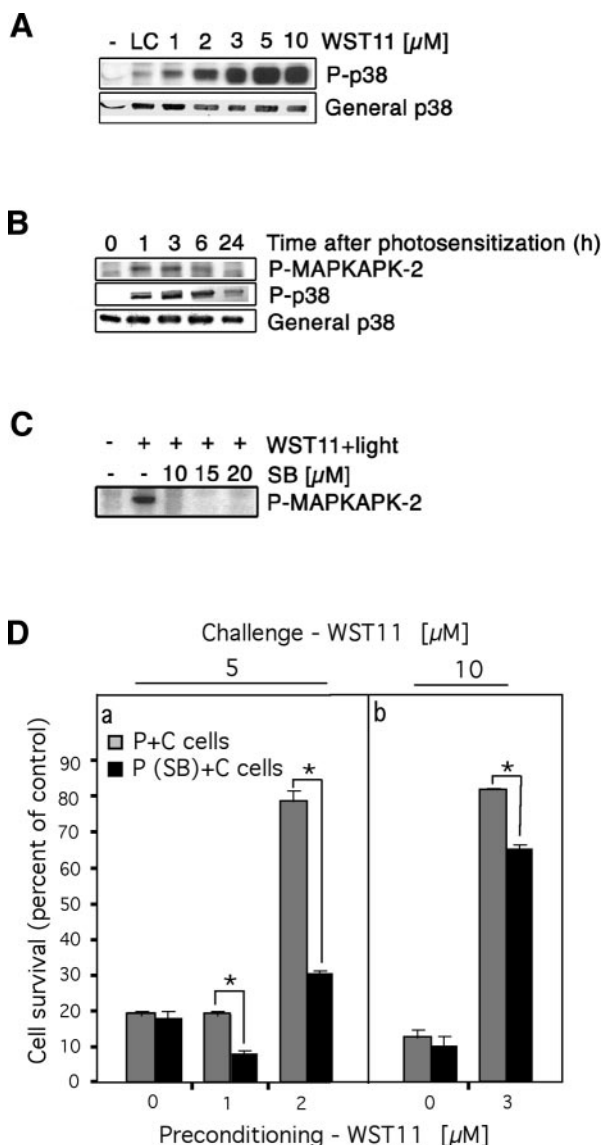 A
- LC 1 2 3 5 10 WST11 [µM]
P-p38
General p38
B
0 1 3 6 24 Time after photosensitization (h)
P-MAPKAPK-2
P-p38
General p38
C
- + + + + WST11+light
- - 10 15 20 SB [µM]
P-MAPKAPK-2
D
Challenge - WST11 [µM]
5 10
a b
P+C cells
P (SB)+C cells
* * *
Cell survival (percent of control)
90
80
70
60
50
40
30
20
10
0
0 1 2 0 3
Preconditioning - WST11 [µM]